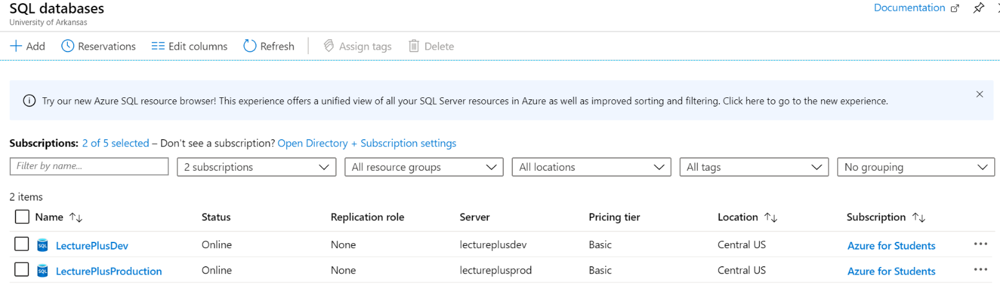 SQL databases
Documentation
University of Arkansas
Add Reservations Edit columns Refresh Assign tags Delete
Try our new Azure SQL resource browser! This experience offers a unified view of all your SQL Server resources in Azure as well as improved sorting and filtering. Click here to go to the new experience.
Subscriptions: 2 of 5 selected – Don't see a subscription? Open Directory + Subscription settings
Filter by name... 2 subscriptions All resource groups All locations All tags No grouping
2 items
Name Status Replication role Server Pricing tier Location Subscription
SQL LecturePlusDev Online None lectureplusdev Basic Central US Azure for Students
SQL LecturePlusProduction Online None lectureplusprod Basic Central US Azure for Students